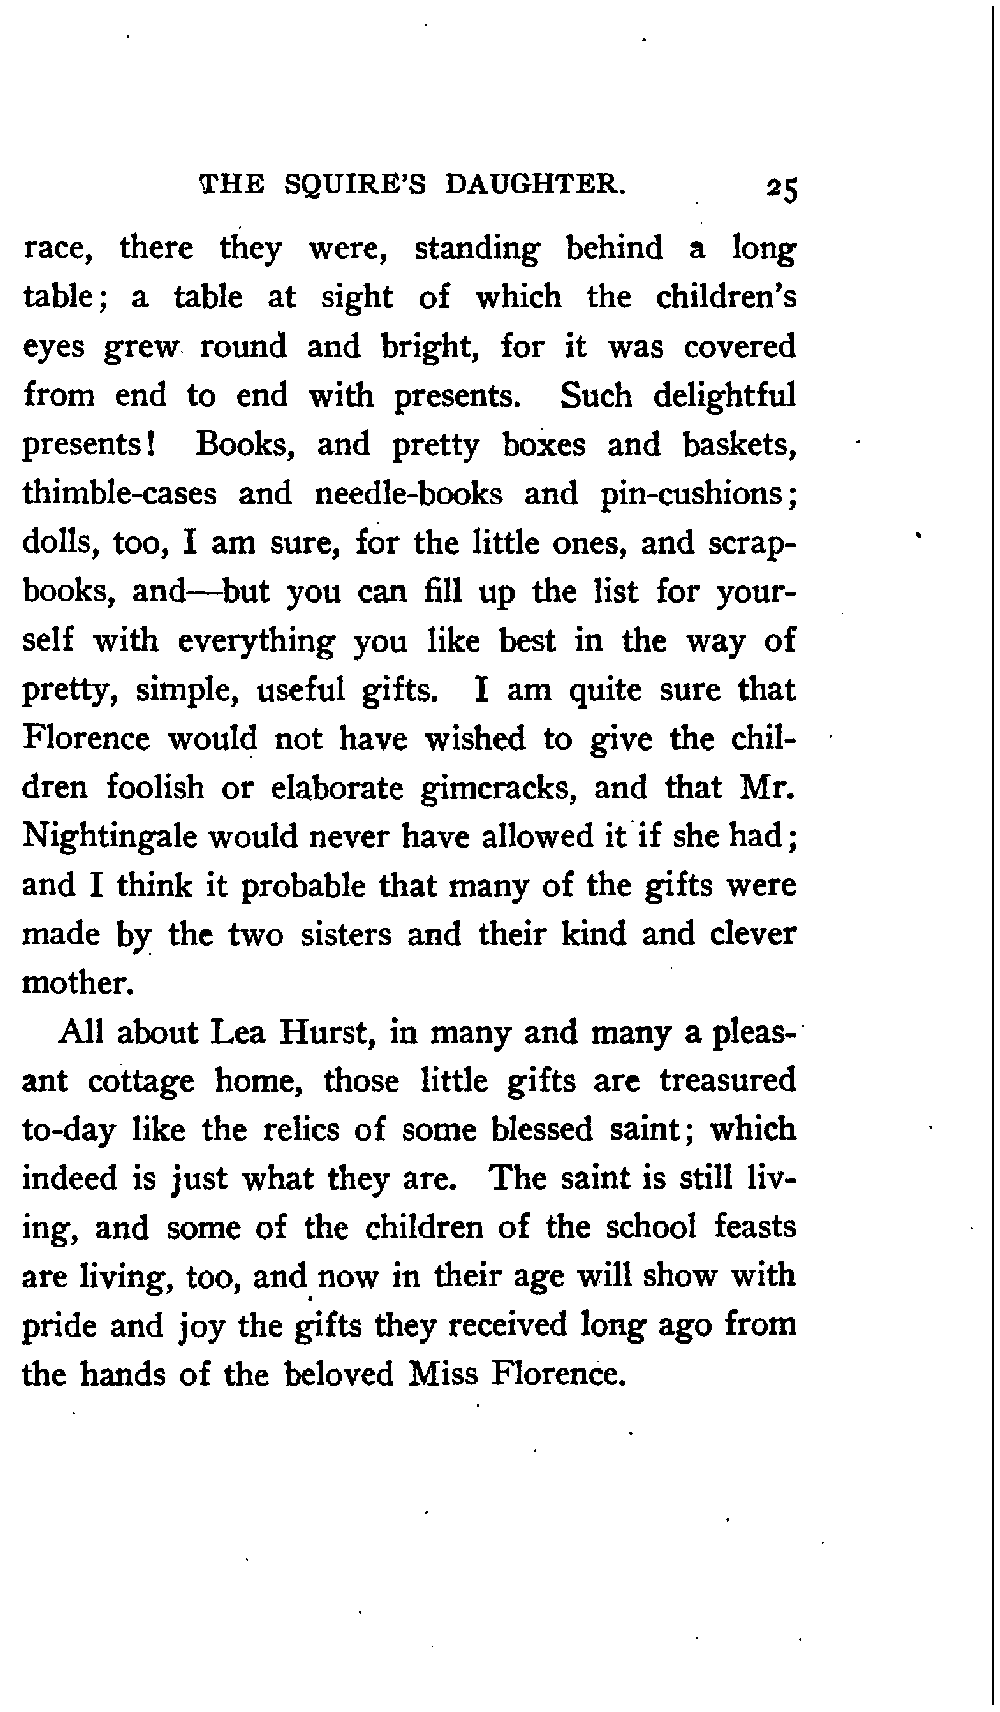 THE SQUIRE'S DAUGHTER. 25
race, there they were, standing behind a long
table; a table at sight of which the children's
eyes grew round and bright, for it was covered
from end to end with presents. Such delightful
presents! Books, and pretty boxes and baskets,
thimble-cases and needle-books and pin-cushions;
dolls, too, I am sure, for the little ones, and scrap-
books, and—but you can fill up the list for your-
self with everything you like best in the way of
pretty, simple, useful gifts. I am quite sure that
Florence would not have wished to give the chil-
dren foolish or elaborate gimcracks, and that Mr.
Nightingale would never have allowed it if she had;
and I think it probable that many of the gifts were
made by the two sisters and their kind and clever
mother.
All about Lea Hurst, in many and many a pleas-
ant cottage home, those little gifts are treasured
to-day like the relics of some blessed saint; which
indeed is just what they are. The saint is still liv-
ing, and some of the children of the school feasts
are living, too, and now in their age will show with
pride and joy the gifts they received long ago from
the hands of the beloved Miss Florence.